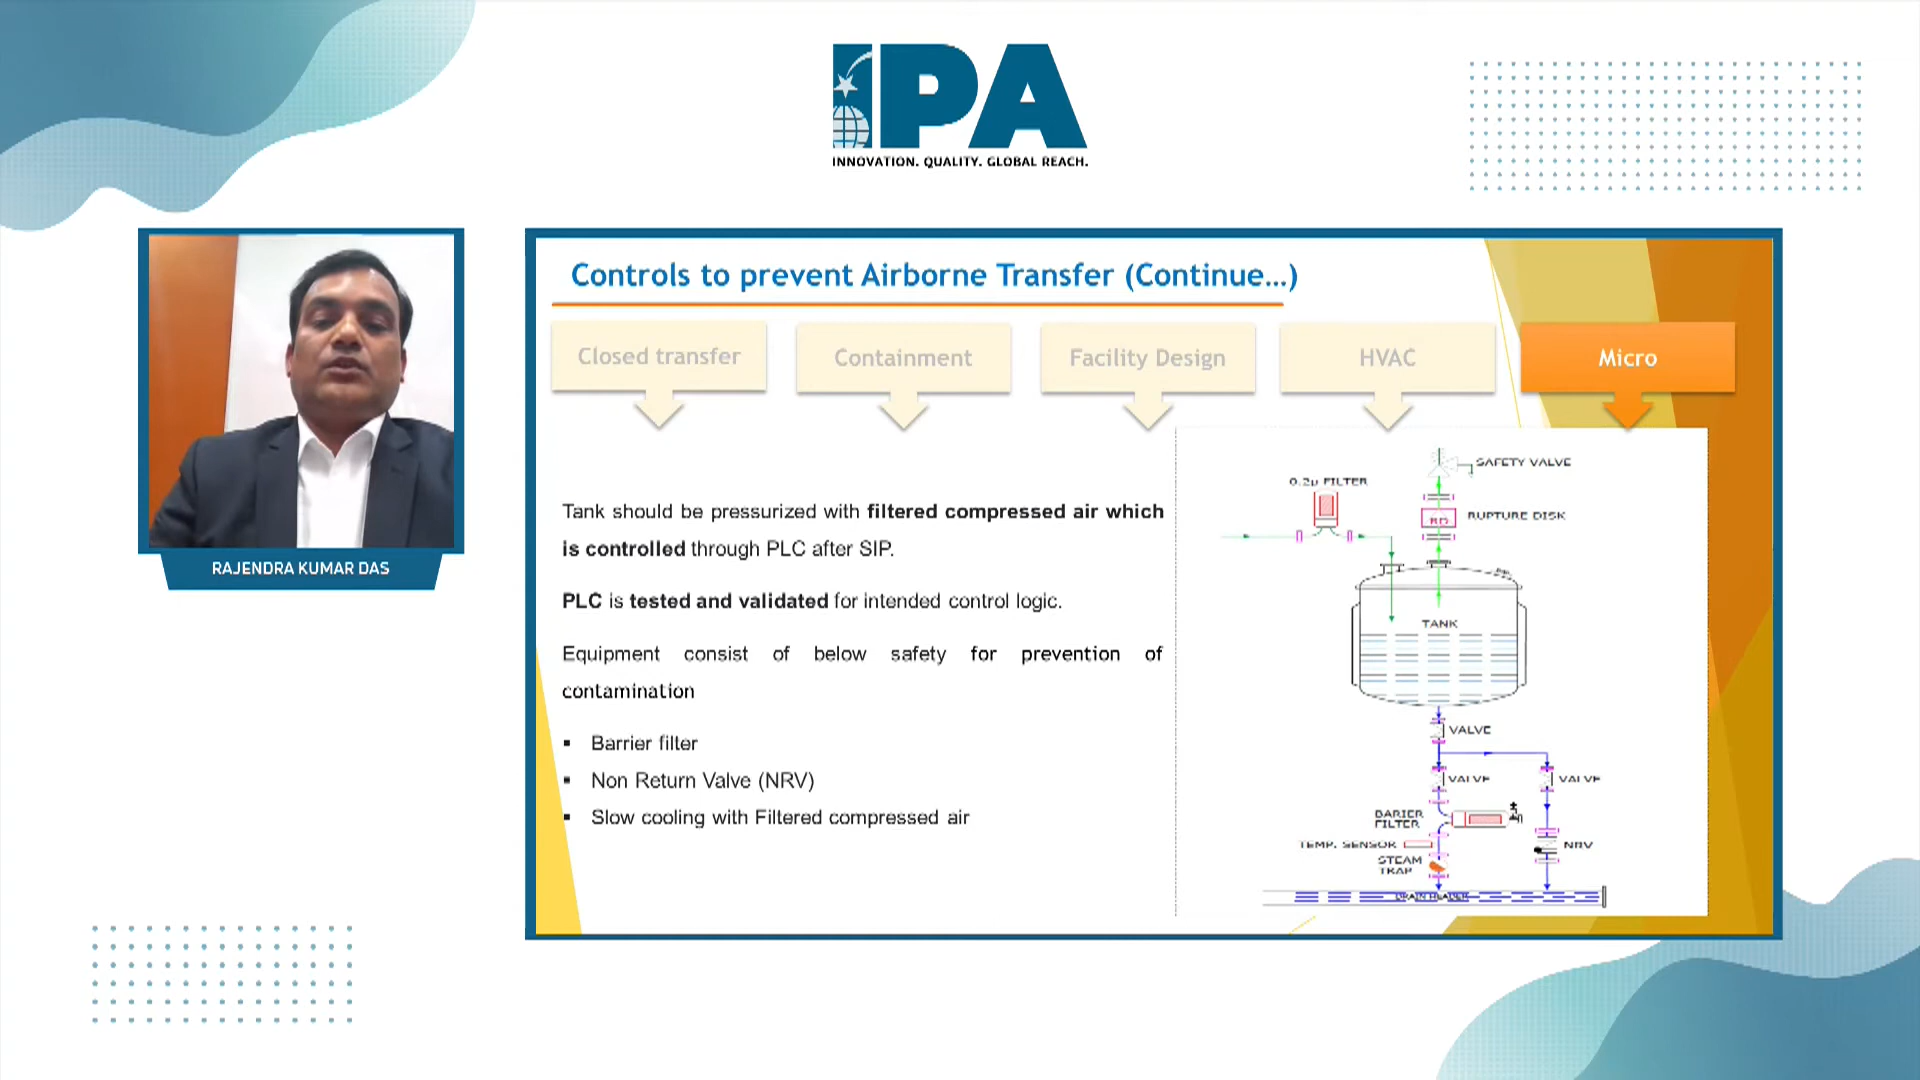 IPA
INNOVATION. QUALITY. GLOBAL REACH.
RAJENDRA KUMAR DAS
Controls to prevent Airborne Transfer (Continue...)
Closed transfer
Containment
Facility Design
HVAC
Micro
Tank should be pressurized with filtered compressed air which
is controlled through PLC after SIP.
PLC is tested and validated for intended control logic.
Equipment consist of below safety for prevention of
contamination
▪ Barrier filter
▪ Non Return Valve (NRV)
▪ Slow cooling with Filtered compressed air
SAFETY VALVE
0.2µ FILTER
RUPTURE DISK
RD
TANK
VALVE
VALVE
VALVE
BARIER
FILTER
TEMP. SENSOR
NRV
STEAM
TRAP
DRAIN HEADER